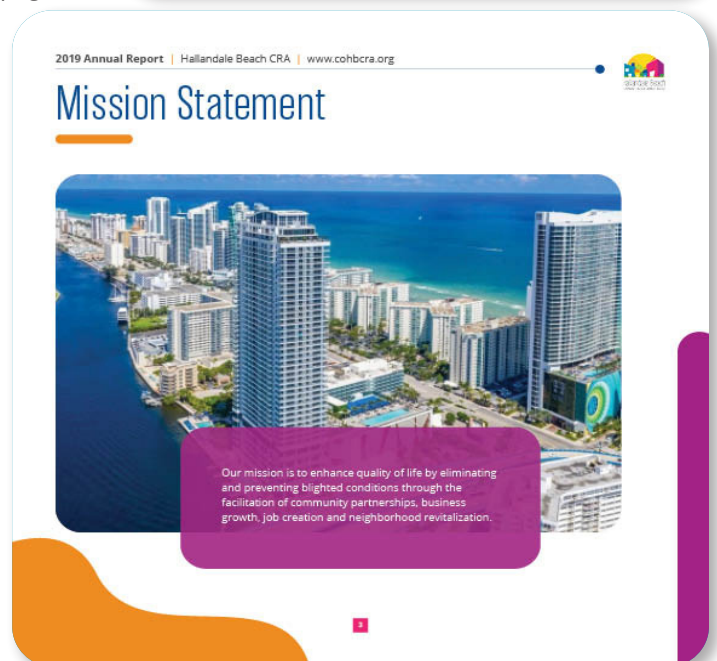 2019 Annual Report | Hallandale Beach CRA | www.cohbcra.org
Hallandale Beach
Mission Statement
Our mission is to enhance quality of life by eliminating
and preventing blighted conditions through the
facilitation of community partnerships, business
growth, job creation and neighborhood revitalization.
3